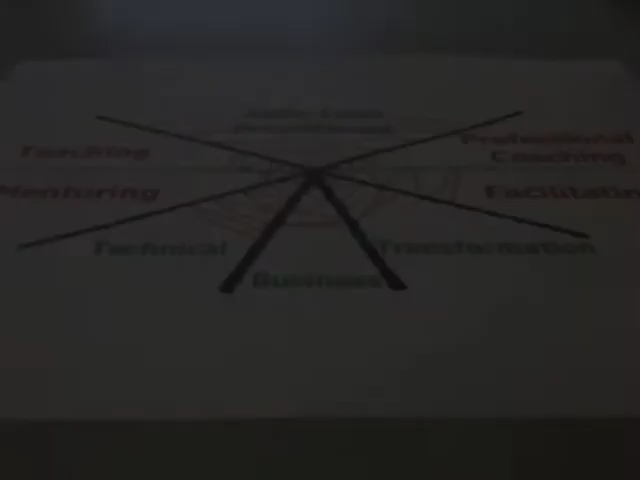 Teaching
Professional
Coaching
Mentoring
Facilitation
Technical
Transformation
Business